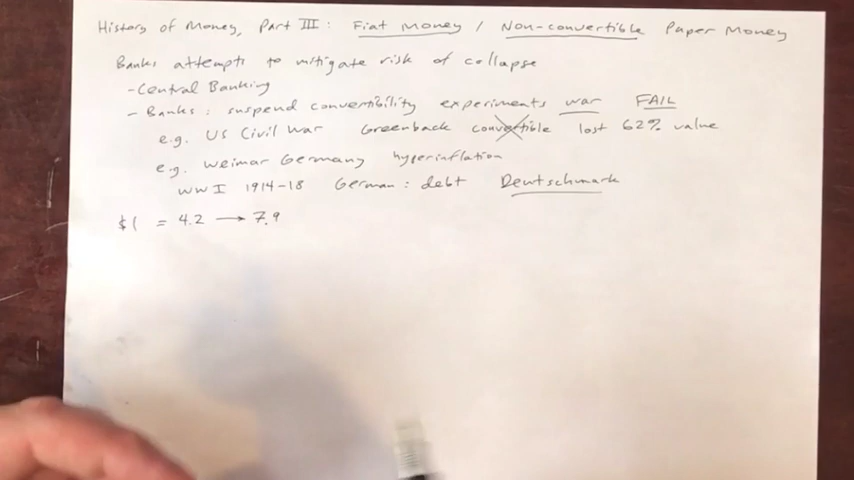 History of Money, Part III: Fiat Money / Non-convertible Paper Money
Banks attempts to mitigate risk of collapse
- Central Banking
- Banks: suspend convertibility experiments war FAIL
e.g. US Civil War Greenback convertible lost 62% value
e.g. Weimar Germany hyperinflation
WWI 1914-18 German: debt Deutschmark
$1 = 4.2 → 7.9